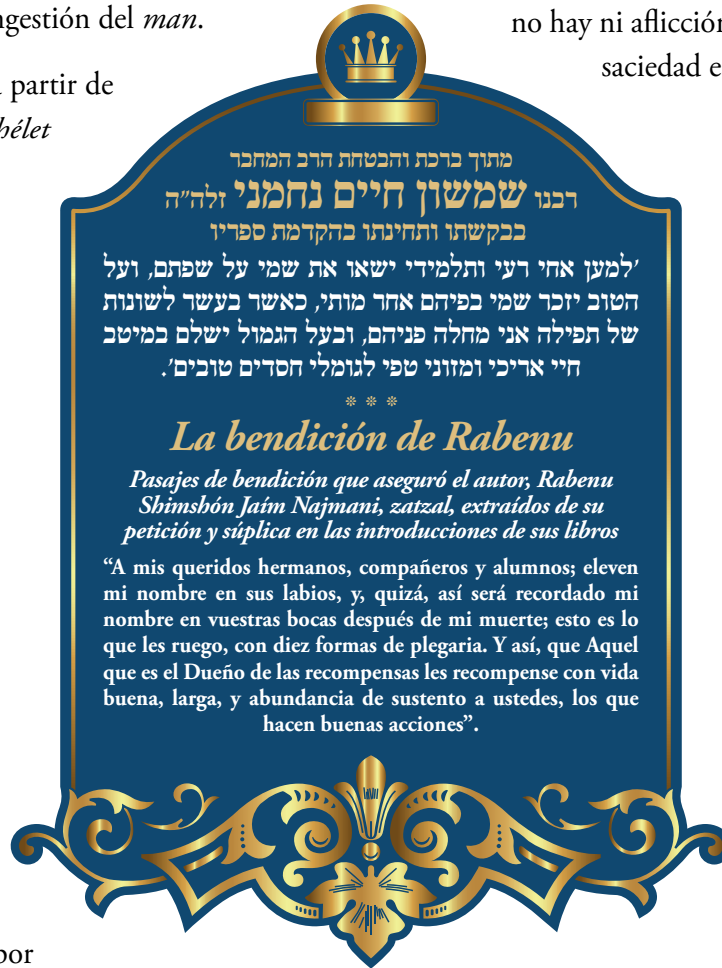 ngestión del man.
partir de
hélet
no hay ni aflicción
saciedad e
מתוך ברכת והבטחת הרב המחבר
רבנו שמשון חיים נחמני זלה״ה
בבקשתו ותחינתו בהקדמת ספריו
'למען אחי רעי ותלמידי ישאו את שמי על שפתם, ועל
הטוב יזכר שמי בפיהם אחר מותי, כאשר בעשר לשונות
של תפילה אני מחלה פניהם, ובעל הגמול ישלם במיטב
חיי אריכי ומזוני טפי לגומלי חסדים טובים'.
* * *
La bendición de Rabenu
Pasajes de bendición que aseguró el autor, Rabenu
Shimshón Jaím Najmani, zatzal, extraídos de su
petición y súplica en las introducciones de sus libros
“A mis queridos hermanos, compañeros y alumnos; eleven
mi nombre en sus labios, y, quizá, así será recordado mi
nombre en vuestras bocas después de mi muerte; esto es lo
que les ruego, con diez formas de plegaria. Y así, que Aquel
que es el Dueño de las recompensas les recompense con vida
buena, larga, y abundancia de sustento a ustedes, los que
hacen buenas acciones”.
por